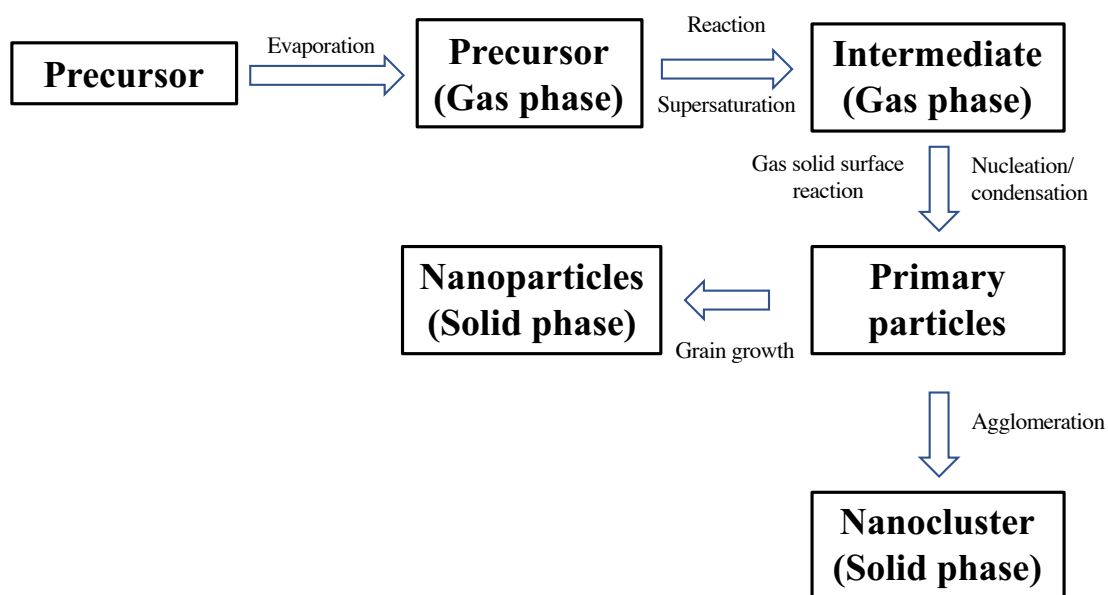 Precursor
Evaporation
Precursor
(Gas phase)
Reaction
Supersaturation
Intermediate
(Gas phase)
Gas solid surface
reaction
Nucleation/
condensation
Primary
particles
Grain growth
Nanoparticles
(Solid phase)
Agglomeration
Nanocluster
(Solid phase)